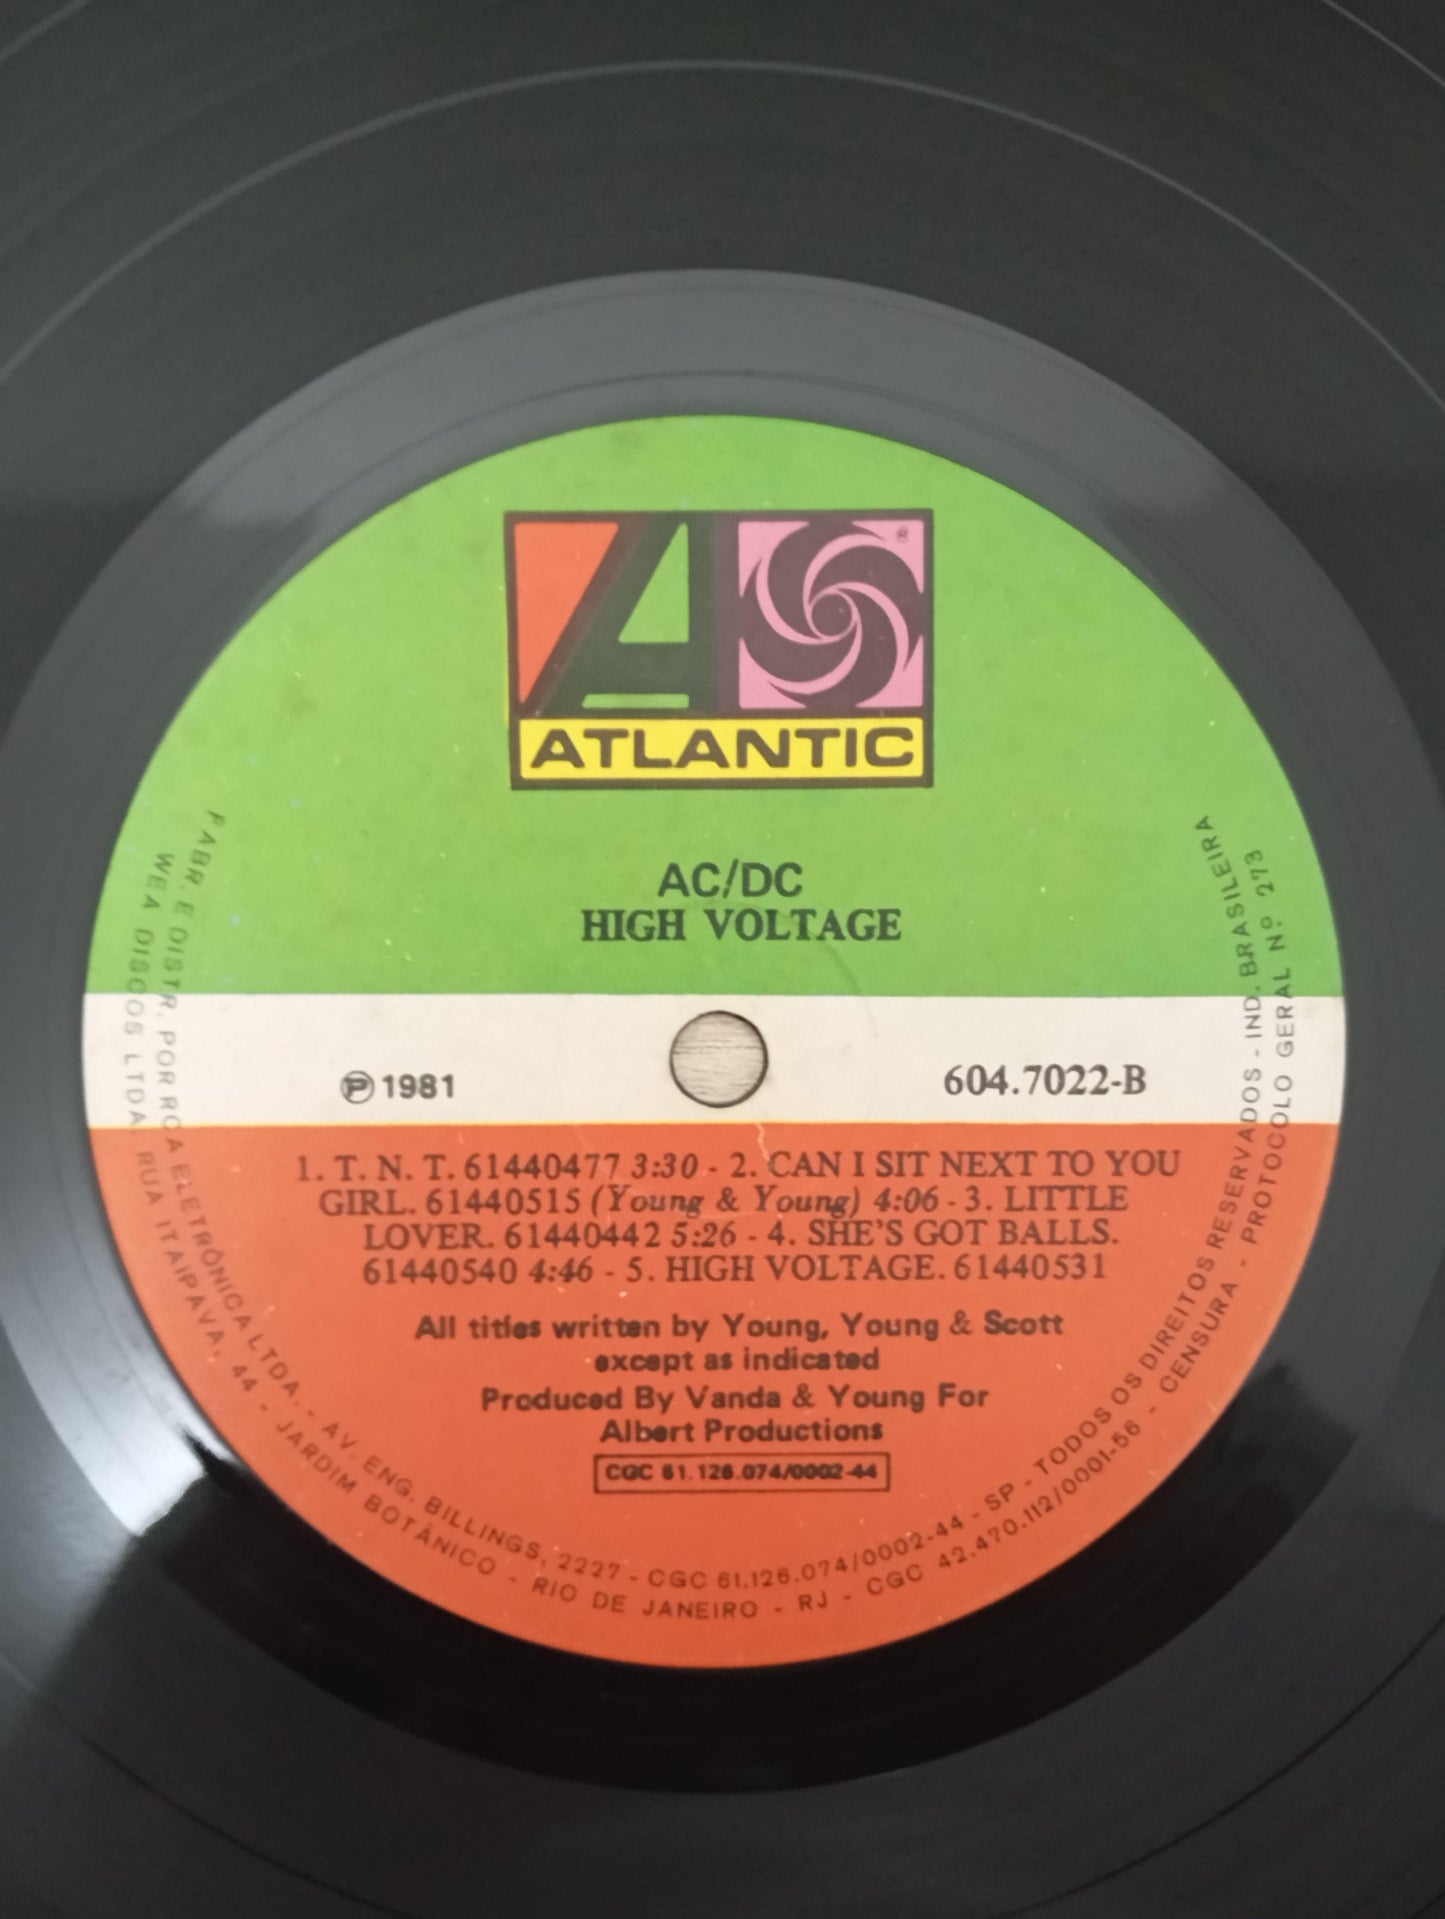 ATLANTIC
®
AC/DC
HIGH VOLTAGE
Ⓟ 1981
604.7022-B
1. T. N. T. 61440477 3:30 - 2. CAN I SIT NEXT TO YOU
GIRL. 61440515 (Young & Young) 4:06 - 3. LITTLE
LOVER. 61440442 5:26 - 4. SHE'S GOT BALLS.
61440540 4:46 - 5. HIGH VOLTAGE. 61440531
All titles written by Young, Young & Scott
except as indicated
Produced By Vanda & Young For
Albert Productions
CGC 61.126.074/0002-44
FABR. E DISTR. POR RCA ELETRÔNICA LTDA. - AV. ENG. BILLINGS, 2227 - CGC 61.126.074/0002-44 - SP - TODOS OS DIREITOS RESERVADOS - IND. BRASILEIRA
WEA DISCOS LTDA. RUA ITAIPAVA, 44 - JARDIM BOTÂNICO - RIO DE JANEIRO - RJ - CGC 42.470.112/0001-56 - CENSURA - PROTOCOLO GERAL Nº 273